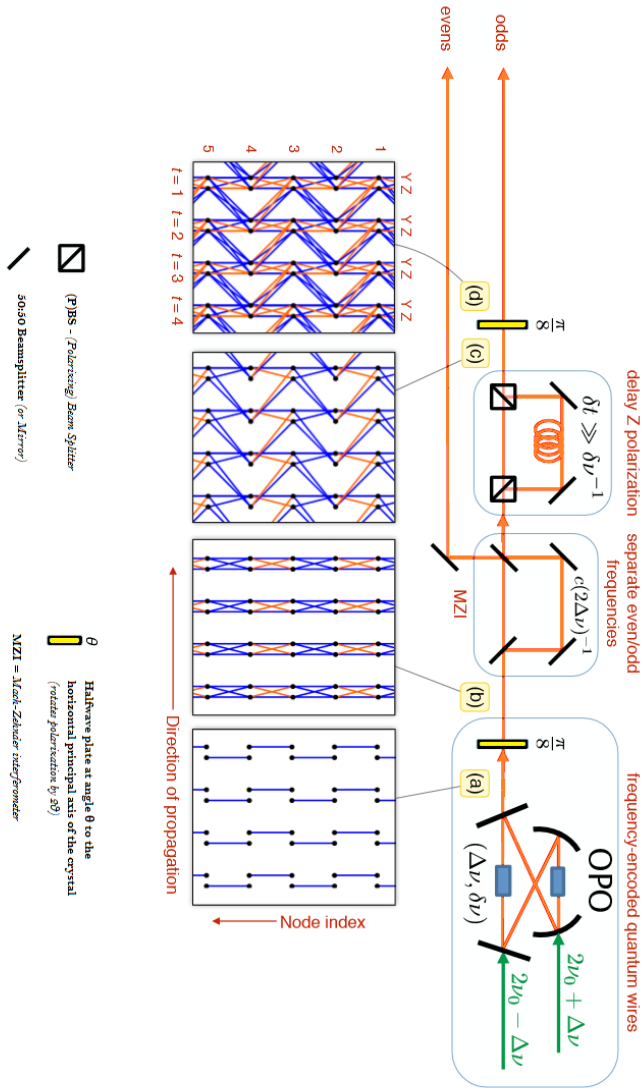 frequency-encoded quantum wires
OPO
2ν₀ + Δν
2ν₀ − Δν
(Δν, δν)
π/8
separate even/odd
frequencies
c(2Δν)⁻¹
MZI
delay Z polarization
δt ≫ δν⁻¹
π/8
odds
evens
(a)
(b)
(c)
(d)
Y Z
Y Z
Y Z
Y Z
1
2
3
4
5
t = 1
t = 2
t = 3
t = 4
Direction of propagation
Node index
(P)BS - (Polarizing) Beam Splitter
50:50 Beamsplitter (or Mirror)
θ
Halfwave plate at angle θ to the
horizontal principal axis of the crystal
(rotates polarization by 2θ)
MZI = Mach-Zehnder interferometer